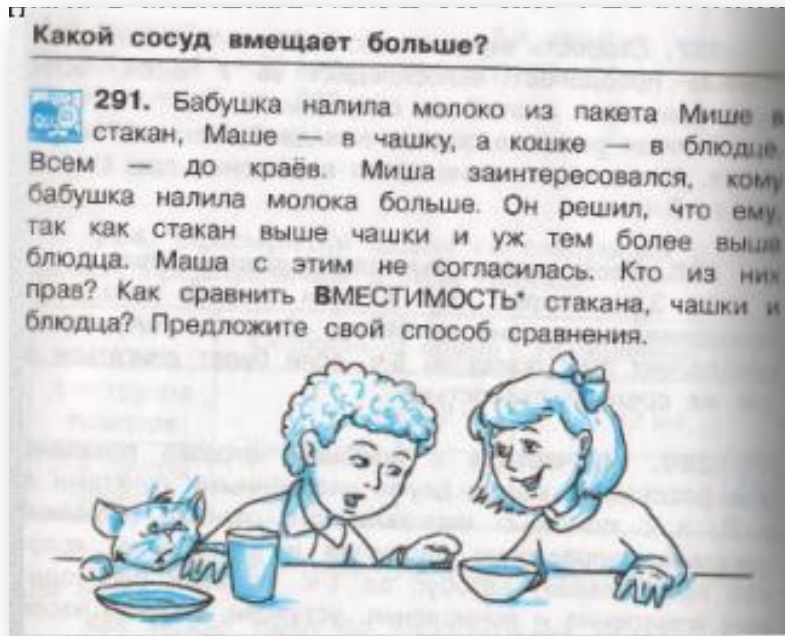 Какой сосуд вмещает больше?
291. Бабушка налила молоко из пакета Мише в
стакан, Маше — в чашку, а кошке — в блюдце.
Всем — до краёв. Миша заинтересовался, кому
бабушка налила молока больше. Он решил, что ему,
так как стакан выше чашки и уж тем более выше
блюдца. Маша с этим не согласилась. Кто из них
прав? Как сравнить ВМЕСТИМОСТЬ* стакана, чашки и
блюдца? Предложите свой способ сравнения.